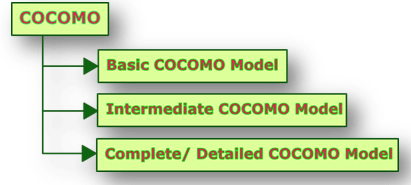 COCOMO
Basic COCOMO Model
Intermediate COCOMO Model
Complete/ Detailed COCOMO Model